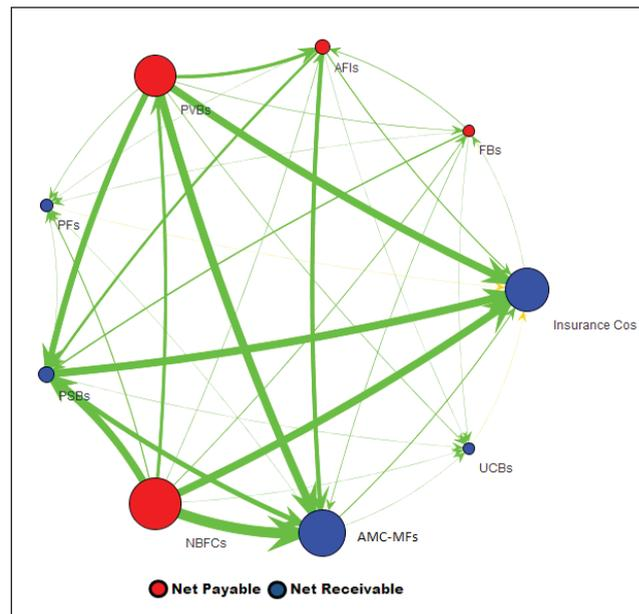 AFIs
PVBs
FBs
PFs
Insurance Cos
PSBs
UCBs
NBFCs
AMC-MFs
Net Payable Net Receivable